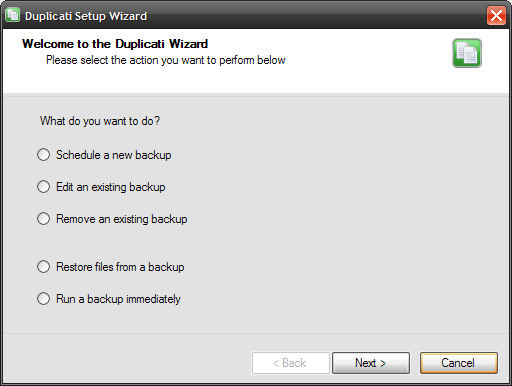 Duplicati Setup Wizard
Welcome to the Duplicati Wizard
Please select the action you want to perform below
What do you want to do?
Schedule a new backup
Edit an existing backup
Remove an existing backup
Restore files from a backup
Run a backup immediately
< Back Next > Cancel